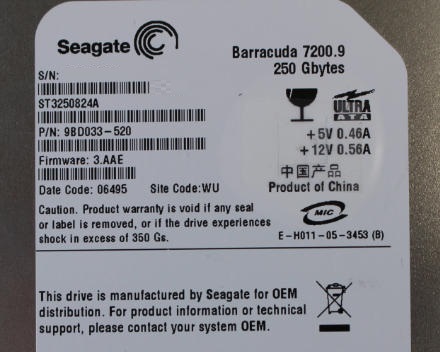 Seagate
Barracuda 7200.9
250 Gbytes
S/N:
ST3250824A
ULTRA
ATA
P/N: 9BD033-520
+5V 0.46A
+12V 0.56A
Firmware: 3.AAE
中国产品
Product of China
Date Code: 06495 Site Code:WU
Caution. Product warranty is void if any seal
or label is removed, or if the drive experiences
shock in excess of 350 Gs.
MIC
E-H011-05-3453 (B)
This drive is manufactured by Seagate for OEM
distribution. For product information or technical
support, please contact your system OEM.